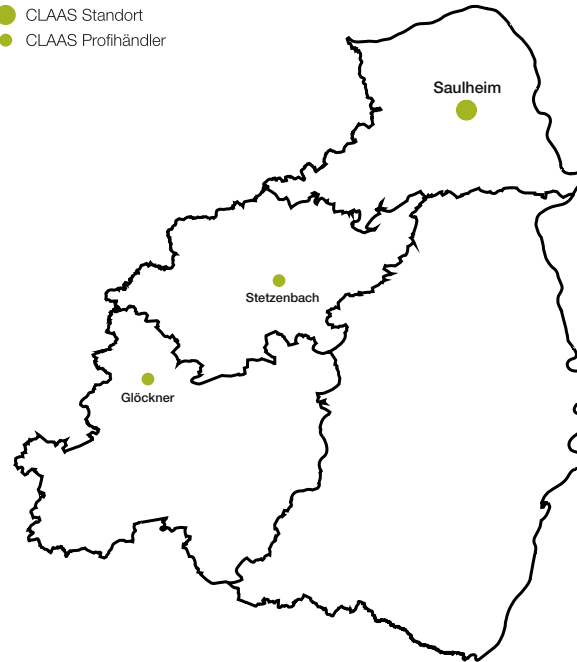 CLAAS Standort
CLAAS Profihändler
Saulheim
Stetzenbach
Glöckner